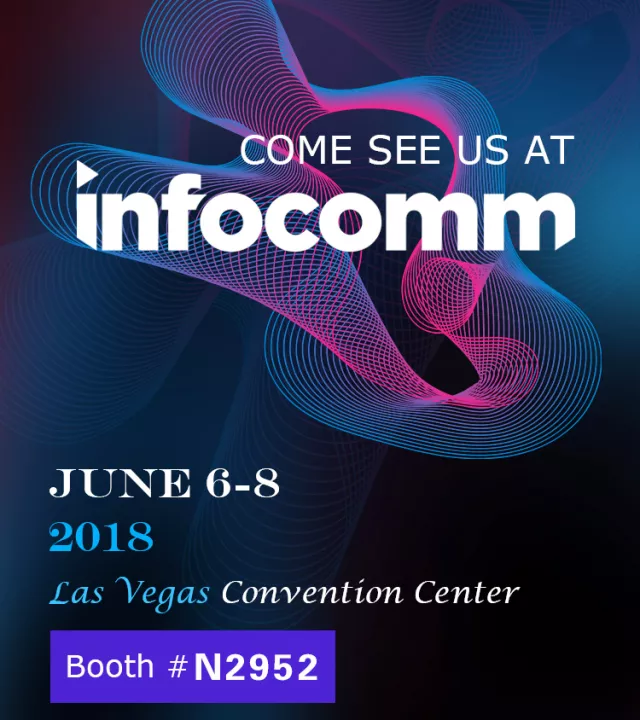 COME SEE US AT
infocomm
JUNE 6-8
2018
Las Vegas Convention Center
Booth # N2952